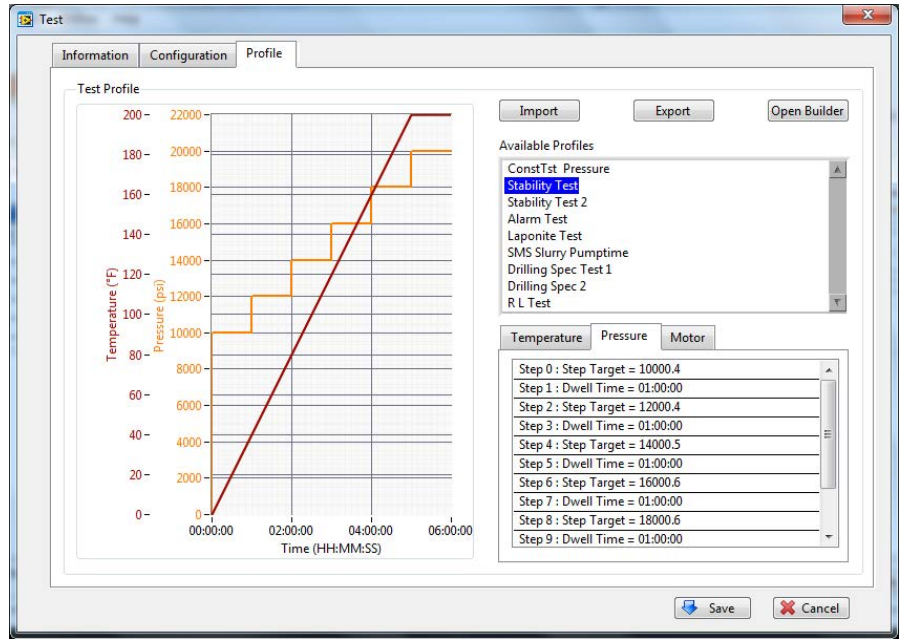 Test
Help
Information Configuration Profile
Test Profile
Import Export Open Builder
Available Profiles
ConstTst Pressure
Stability Test
Stability Test 2
Alarm Test
Laponite Test
SMS Slurry Pumptime
Drilling Spec Test 1
Drilling Spec 2
R L Test
Temperature Pressure Motor
Step 0 : Step Target = 10000.4
Step 1 : Dwell Time = 01:00:00
Step 2 : Step Target = 12000.4
Step 3 : Dwell Time = 01:00:00
Step 4 : Step Target = 14000.5
Step 5 : Dwell Time = 01:00:00
Step 6 : Step Target = 16000.6
Step 7 : Dwell Time = 01:00:00
Step 8 : Step Target = 18000.6
Step 9 : Dwell Time = 01:00:00
Temperature (°F)
200
180
160
140
120
100
80
60
40
20
0
Pressure (psi)
22000
20000
18000
16000
14000
12000
10000
8000
6000
4000
2000
0
00:00:00 02:00:00 04:00:00 06:00:00
Time (HH:MM:SS)
Save Cancel